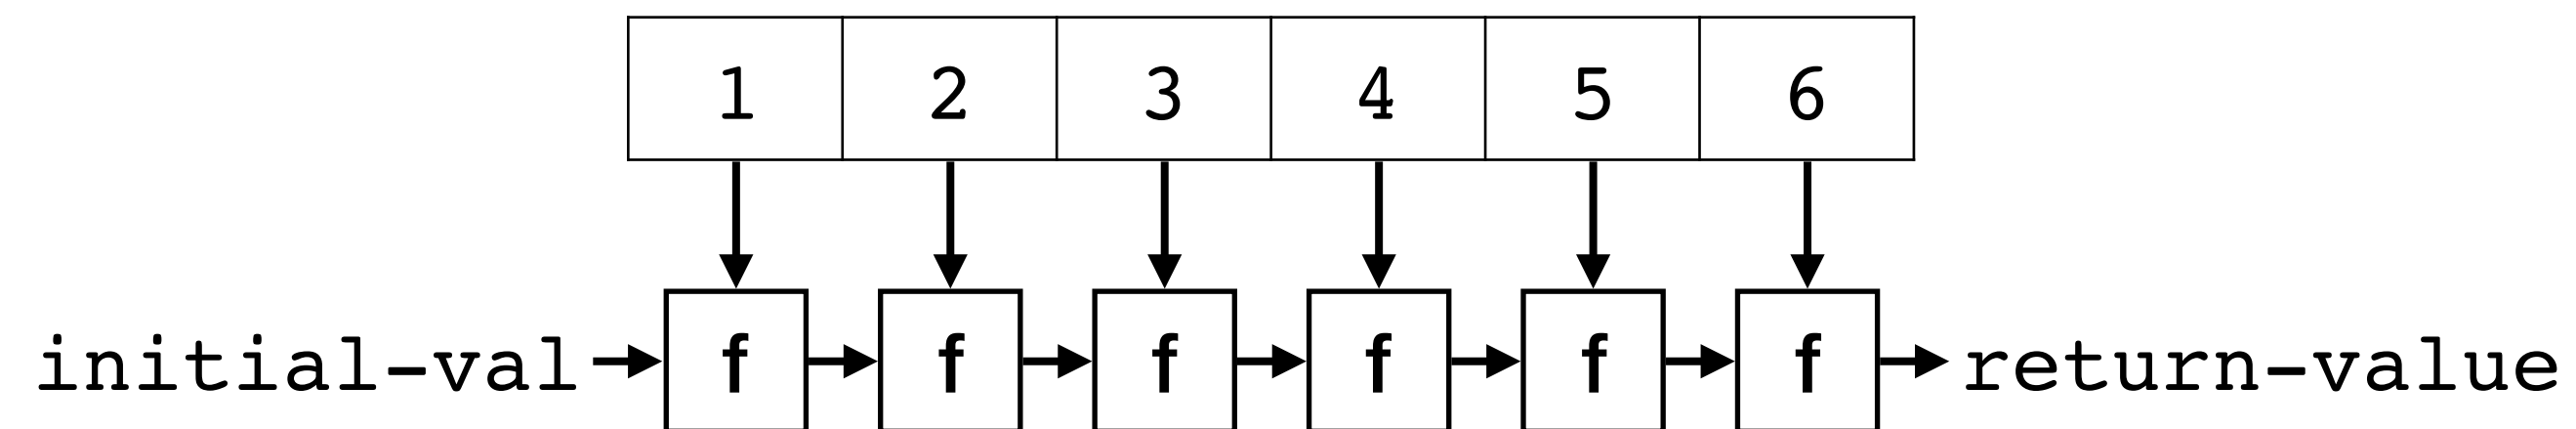 1 2 3 4 5 6
initial-val f f f f f f return-value